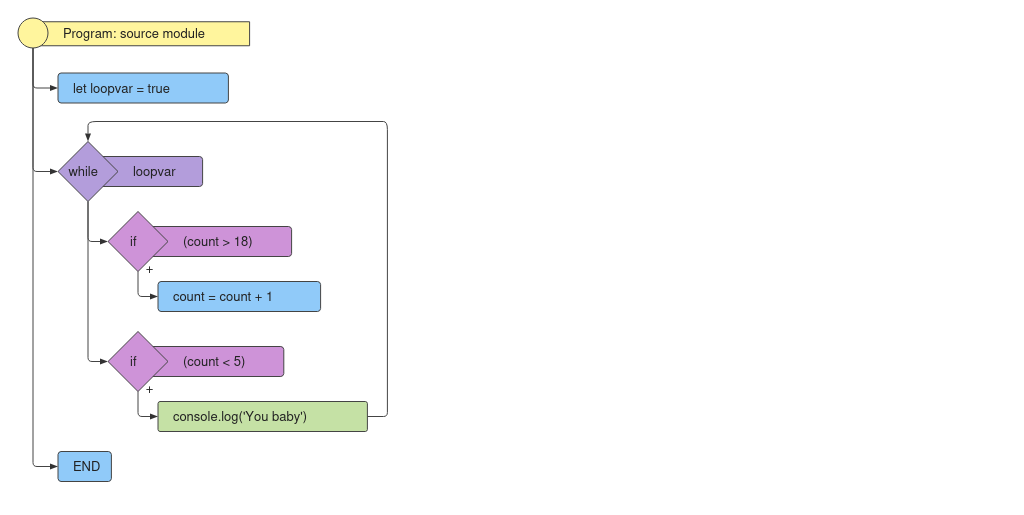 Program: source module
let loopvar = true
while loopvar
if (count > 18)
+
count = count + 1
if (count < 5)
+
console.log('You baby')
END